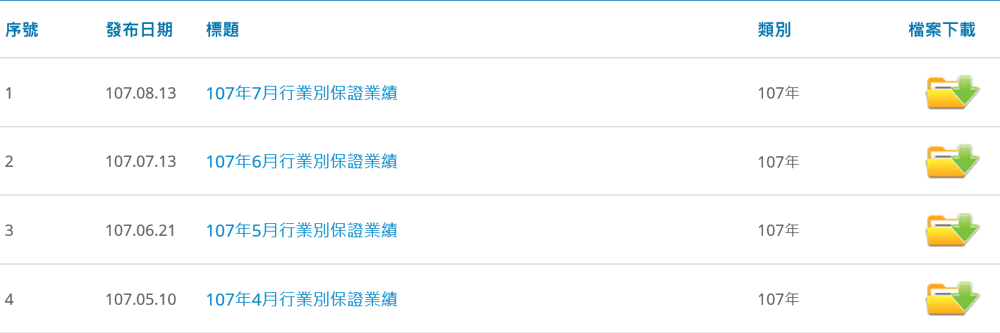 序號 發布日期 標題 類別 檔案下載
1 107.08.13 107年7月行業別保證業績 107年
2 107.07.13 107年6月行業別保證業績 107年
3 107.06.21 107年5月行業別保證業績 107年
4 107.05.10 107年4月行業別保證業績 107年